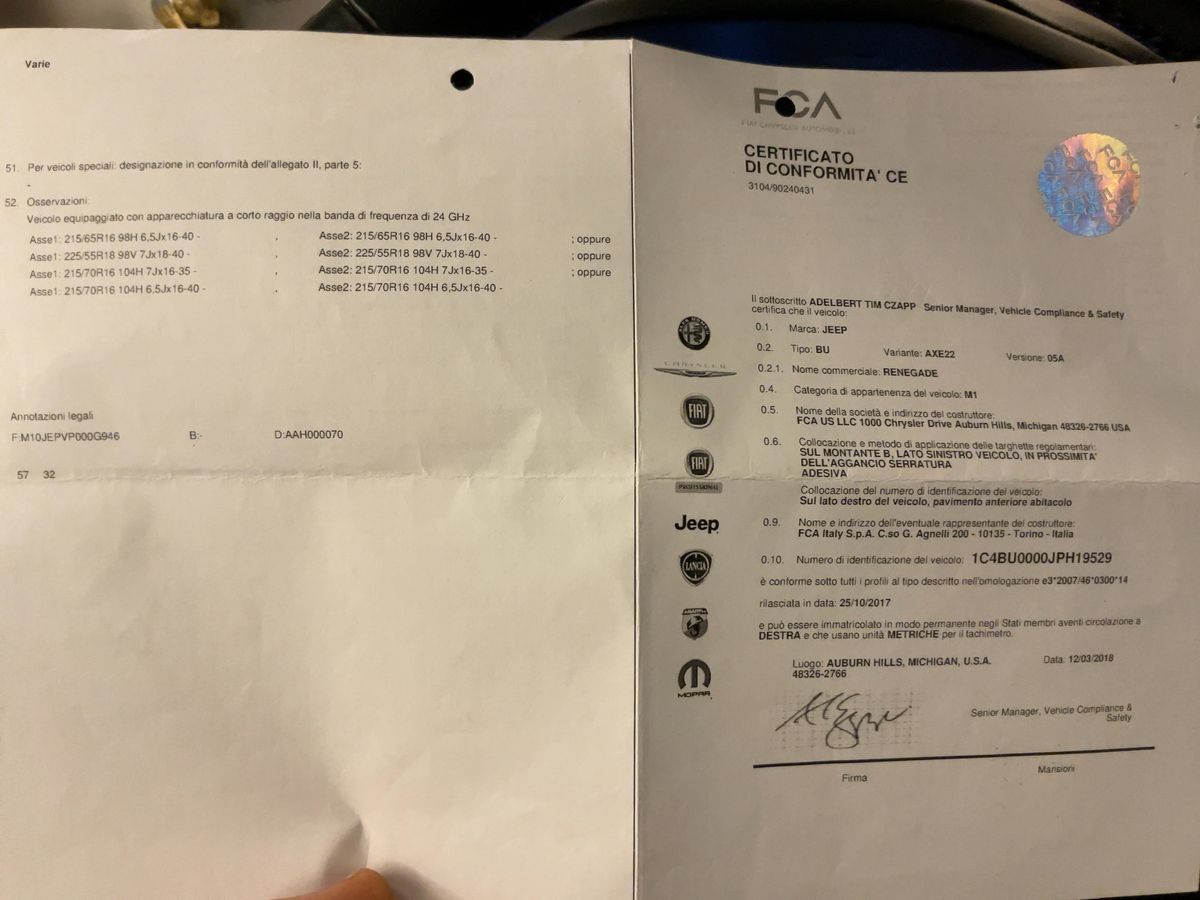 Varie
51. Per veicoli speciali: designazione in conformità dell'allegato II, parte 5:
-
52. Osservazioni:
Veicolo equipaggiato con apparecchiatura a corto raggio nella banda di frequenza di 24 GHz
Asse1: 215/65R16 98H 6,5Jx16-40 - , Asse2: 215/65R16 98H 6,5Jx16-40 - ; oppure
Asse1: 225/55R18 98V 7Jx18-40 - , Asse2: 225/55R18 98V 7Jx18-40 - ; oppure
Asse1: 215/70R16 104H 7Jx16-35 - , Asse2: 215/70R16 104H 7Jx16-35 - ; oppure
Asse1: 215/70R16 104H 6,5Jx16-40 - , Asse2: 215/70R16 104H 6,5Jx16-40 -
Annotazioni legali
F:M10JEPVP000G946 B:- D:AAH000070
57 32
FCA
FIAT CHRYSLER AUTOMOBILES
CERTIFICATO
DI CONFORMITA' CE
3104/90240431
FCA
Il sottoscritto ADELBERT TIM CZAPP Senior Manager, Vehicle Compliance & Safety
certifica che il veicolo:
0.1. Marca: JEEP
0.2. Tipo: BU Variante: AXE22 Versione: 05A
0.2.1. Nome commerciale: RENEGADE
0.4. Categoria di appartenenza del veicolo: M1
0.5. Nome della società e indirizzo del costruttore:
FCA US LLC 1000 Chrysler Drive Auburn Hills, Michigan 48326-2766 USA
0.6. Collocazione e metodo di applicazione delle targhette regolamentari:
SUL MONTANTE B, LATO SINISTRO VEICOLO, IN PROSSIMITA'
DELL'AGGANCIO SERRATURA
ADESIVA
Collocazione del numero di identificazione del veicolo:
Sul lato destro del veicolo, pavimento anteriore abitacolo
0.9. Nome e indirizzo dell'eventuale rappresentante del costruttore:
FCA Italy S.p.A. C.so G. Agnelli 200 - 10135 - Torino - Italia
0.10. Numero di identificazione del veicolo: 1C4BU0000JPH19529
è conforme sotto tutti i profili al tipo descritto nell'omologazione e3*2007/46*0300*14
rilasciata in data: 25/10/2017
e può essere immatricolato in modo permanente negli Stati membri aventi circolazione a
DESTRA e che usano unità METRICHE per il tachimetro.
Luogo: AUBURN HILLS, MICHIGAN, U.S.A.
48326-2766
Data: 12/03/2018
Senior Manager, Vehicle Compliance &
Safety
Firma Mansioni
ALFA ROMEO
CHRYSLER
FIAT
FIAT
PROFESSIONAL
Jeep
LANCIA
ABARTH
MOPAR